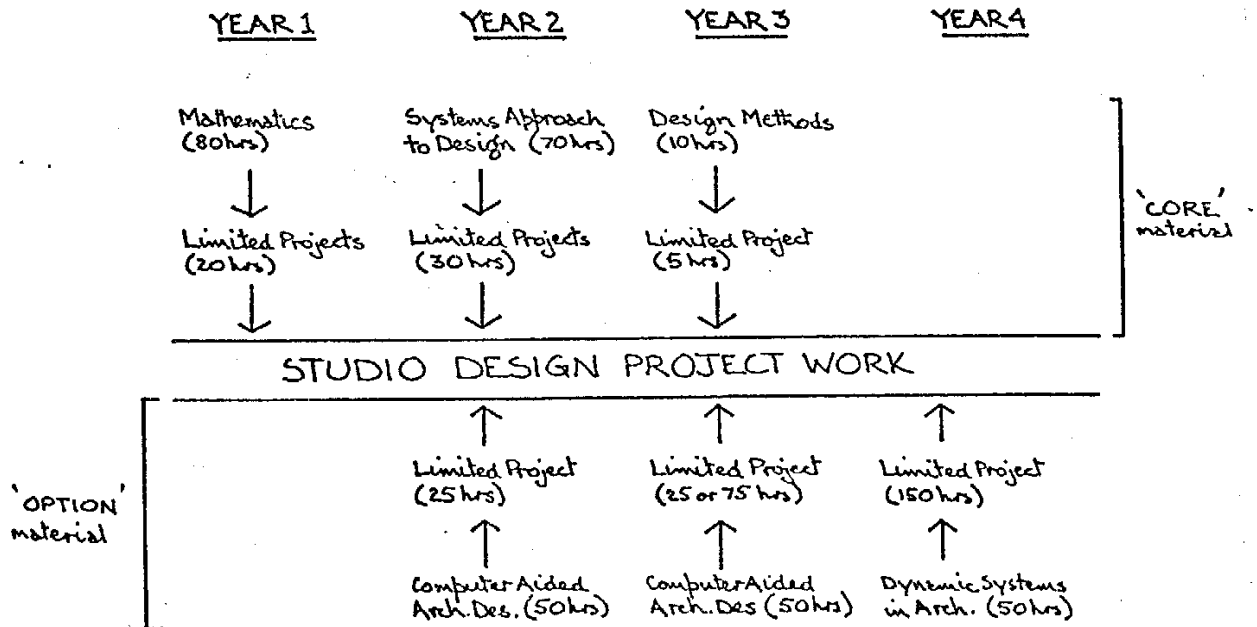 YEAR 1 YEAR 2 YEAR 3 YEAR 4
Mathematics
(80hrs)
Systems Approach
to Design (70hrs)
Design Methods
(10hrs)
Limited Projects
(20hrs)
Limited Projects
(30hrs)
Limited Project
(5hrs)
'CORE'
material
STUDIO DESIGN PROJECT WORK
'OPTION'
material
Limited Project
(25hrs)
Limited Project
(25 or 75 hrs)
Limited Project
(150hrs)
Computer Aided
Arch. Des. (50hrs)
Computer Aided
Arch. Des (50hrs)
Dynamic Systems
in Arch. (50hrs)